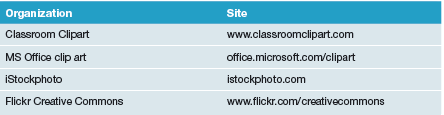 Organization Site
Classroom Clipart www.classroomclipart.com
MS Office clip art office.microsoft.com/clipart
iStockphoto istockphoto.com
Flickr Creative Commons www.flickr.com/creativecommons